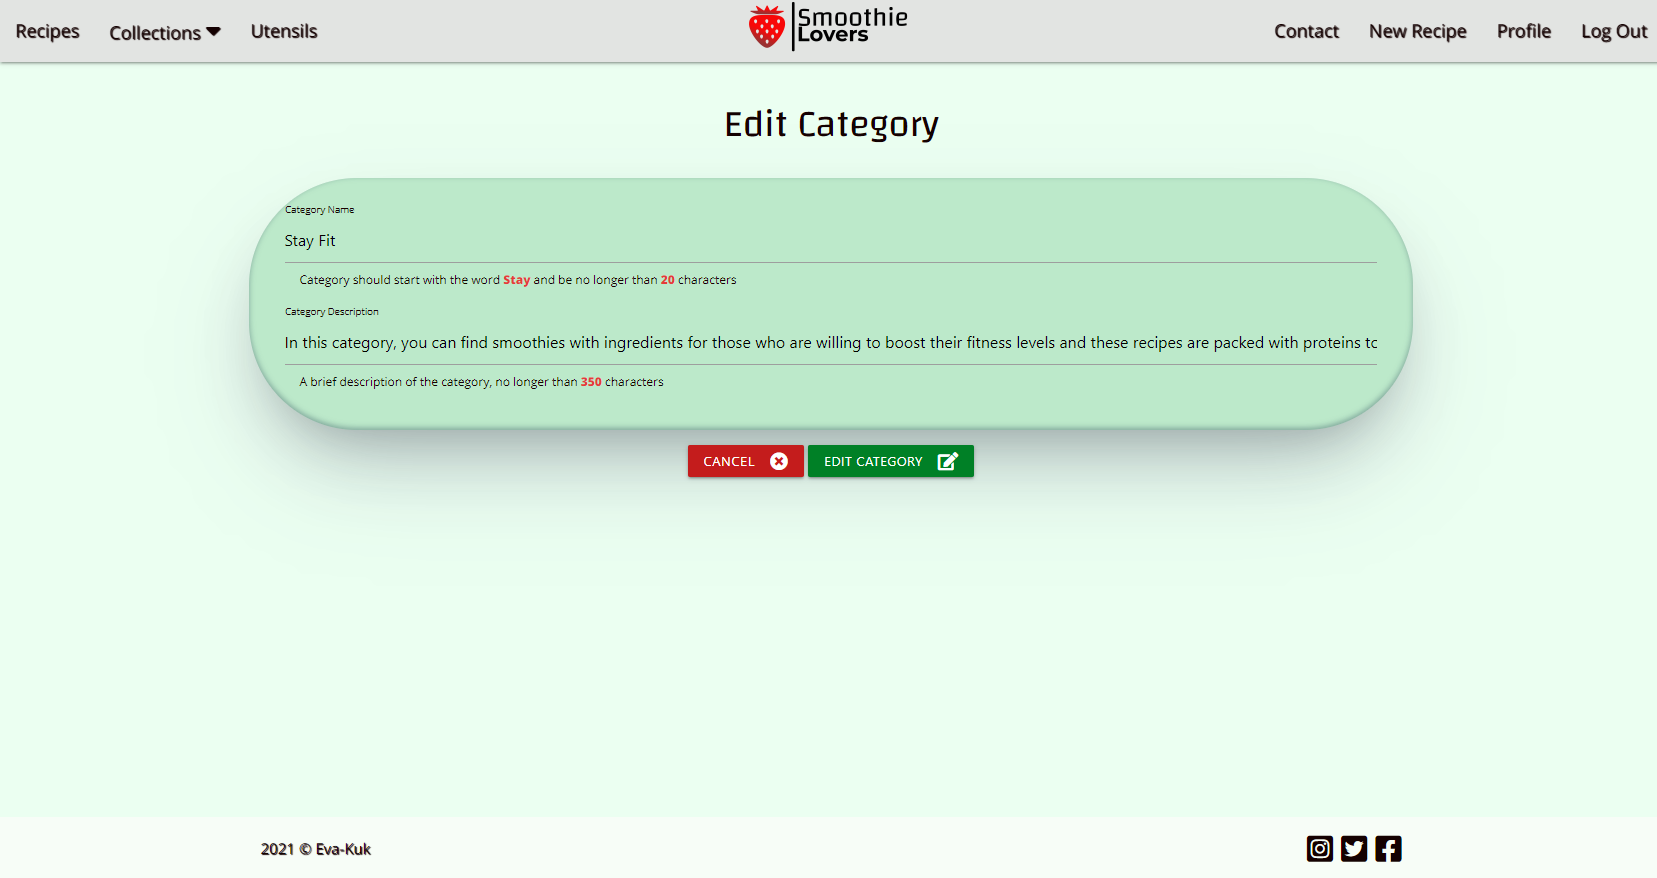 Recipes Collections Utensils
Smoothie
Lovers
Contact New Recipe Profile Log Out
Edit Category
Category Name
Stay Fit
Category should start with the word Stay and be no longer than 20 characters
Category Description
In this category, you can find smoothies with ingredients for those who are willing to boost their fitness levels and these recipes are packed with proteins to
A brief description of the category, no longer than 350 characters
CANCEL EDIT CATEGORY
2021 © Eva-Kuk